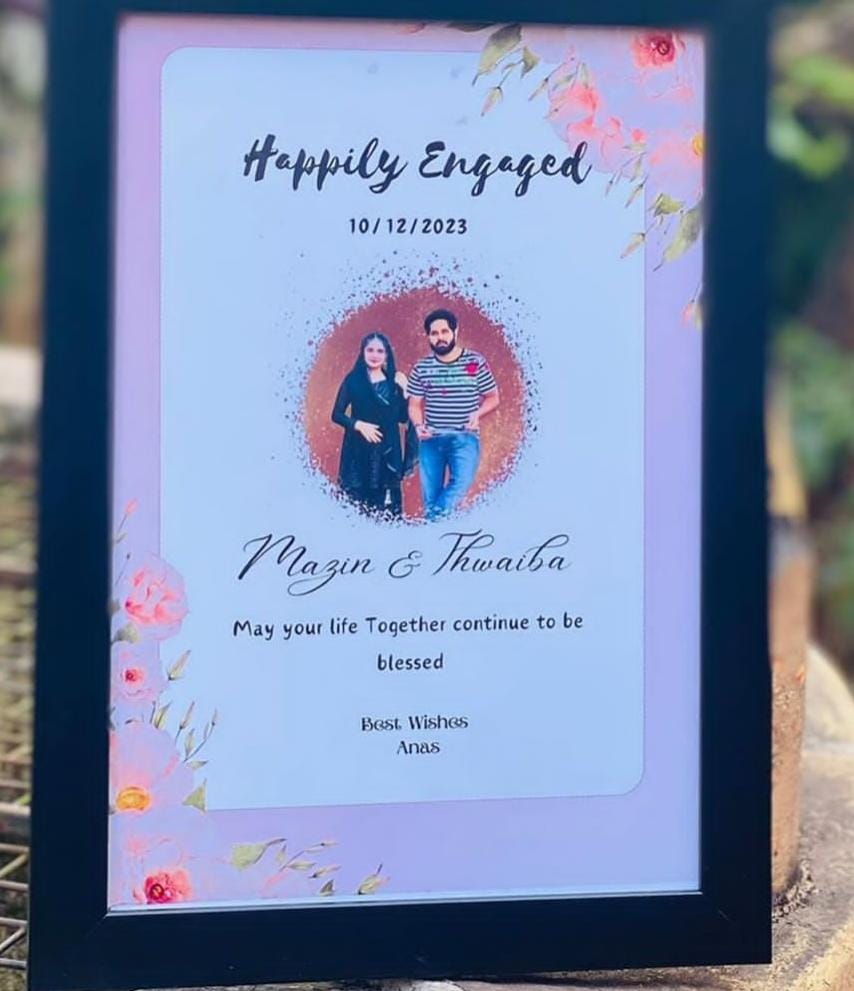 Happily Engaged
10/12/2023
Mazin & Thwaiba
May your life Together continue to be
blessed
Best Wishes
Anas